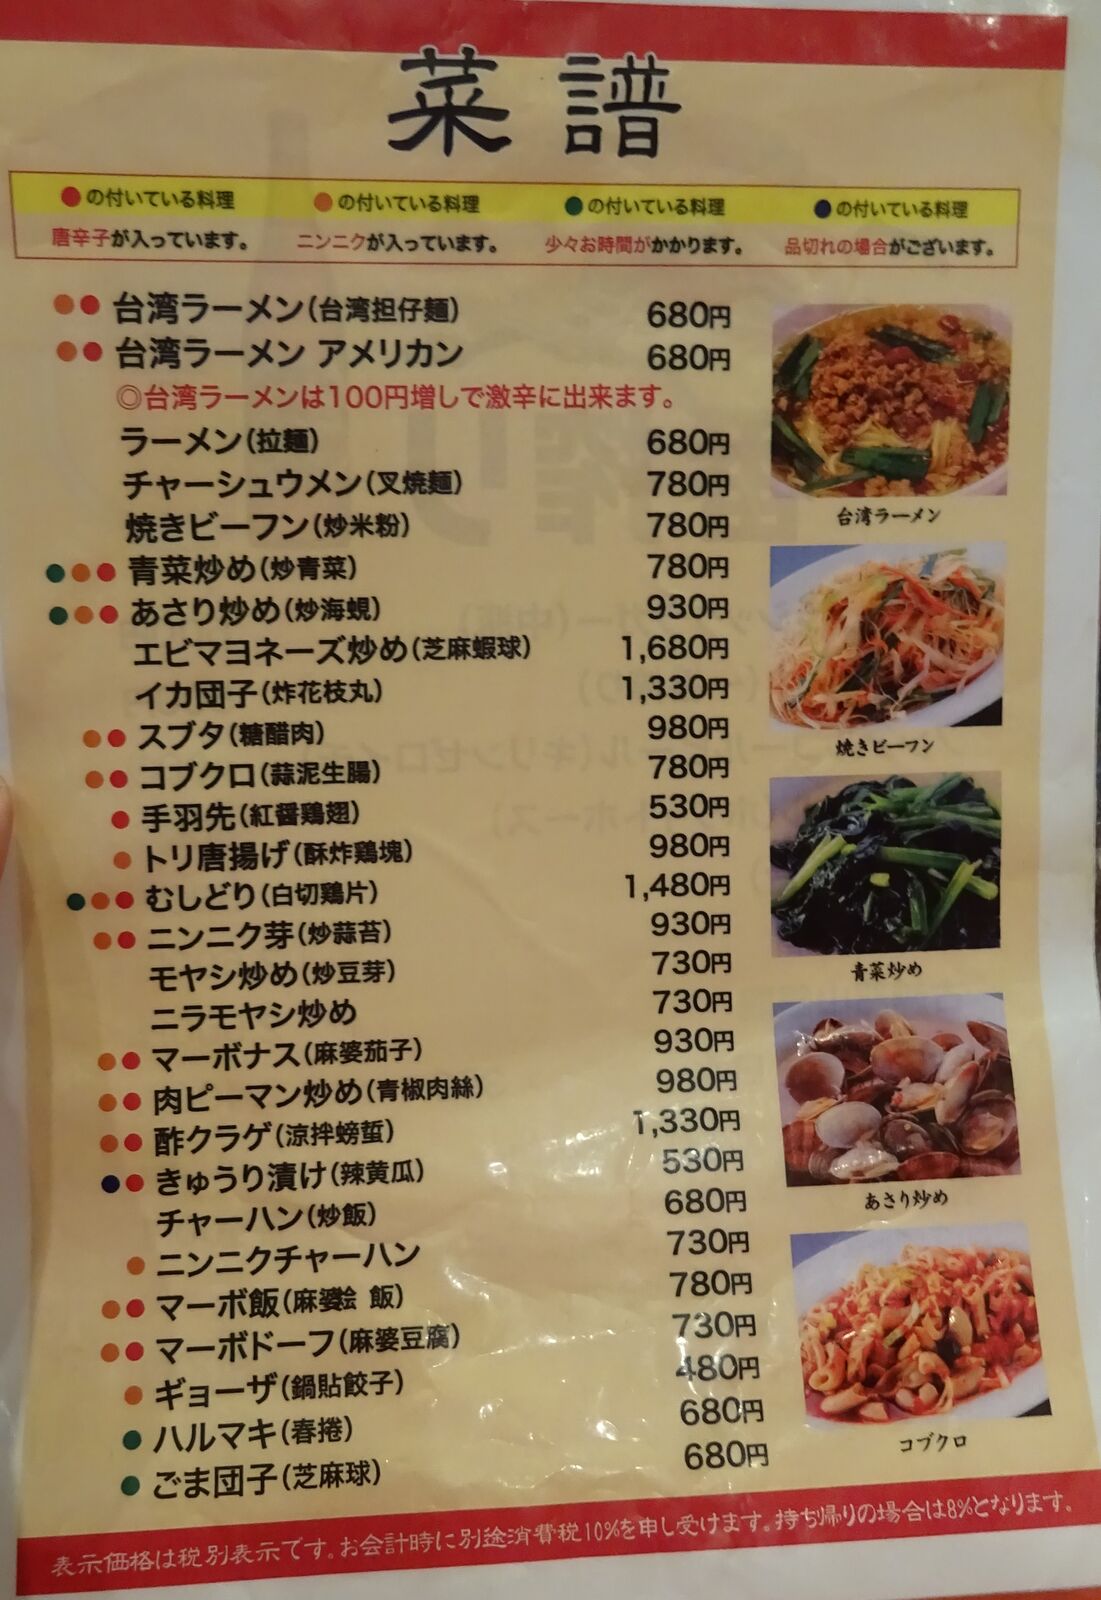 菜譜
●の付いている料理 ●の付いている料理 ●の付いている料理 ●の付いている料理
唐辛子が入っています。 ニンニクが入っています。 少々お時間がかかります。 品切れの場合がございます。
台湾ラーメン(台湾担仔麺) 680円
台湾ラーメン アメリカン 680円
◎台湾ラーメンは100円増しで激辛に出来ます。
ラーメン(拉麺) 680円
チャーシュウメン(叉焼麺) 780円
焼きビーフン(炒米粉) 780円
青菜炒め(炒青菜) 780円
あさり炒め(炒海蜆) 930円
エビマヨネーズ炒め(芝麻蝦球) 1,680円
イカ団子(炸花枝丸) 1,330円
スブタ(糖醋肉) 980円
コブクロ(蒜泥生腸) 780円
手羽先(紅醤鶏翅) 530円
トリ唐揚げ(酥炸鶏塊) 980円
むしどり(白切鶏片) 1,480円
ニンニク芽(炒蒜苔) 930円
モヤシ炒め(炒豆芽) 730円
ニラモヤシ炒め 730円
マーボナス(麻婆茄子) 930円
肉ピーマン炒め(青椒肉絲) 980円
酢クラゲ(涼拌螃蜇) 1,330円
きゅうり漬け(辣黄瓜) 530円
チャーハン(炒飯) 680円
ニンニクチャーハン 730円
マーボ飯(麻婆烩 飯) 780円
マーボドーフ(麻婆豆腐) 730円
ギョーザ(鍋貼餃子) 480円
ハルマキ(春捲) 680円
ごま団子(芝麻球) 680円
台湾ラーメン
焼きビーフン
青菜炒め
あさり炒め
コブクロ
表示価格は税別表示です。お会計時に別途消費税10%を申し受けます。持ち帰りの場合は8%となります。